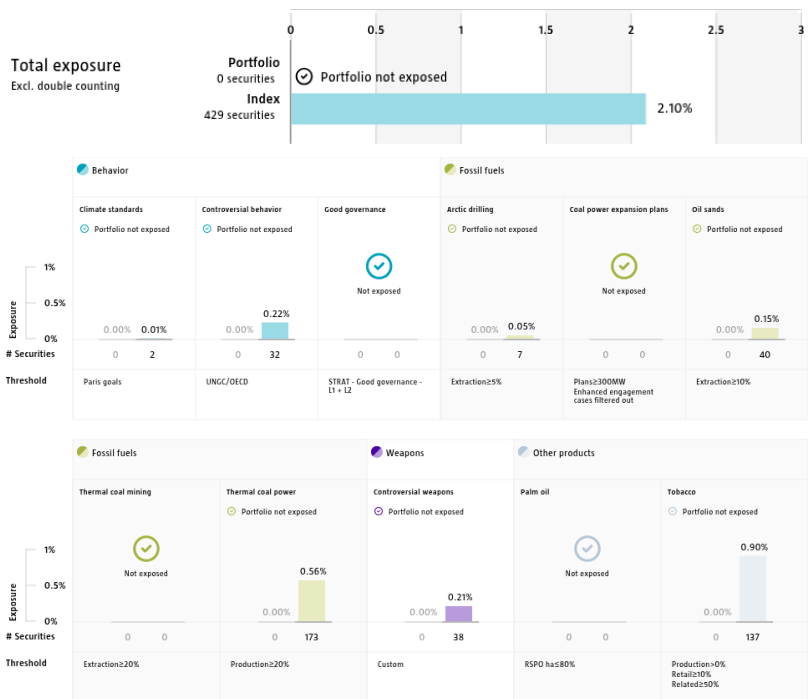 0 0.5 1 1.5 2 2.5 3
Total exposure
Excl. double counting
Portfolio
0 securities
Portfolio not exposed
Index
429 securities
2.10%
Behavior
Fossil fuels
Climate standards
Controversial behavior
Good governance
Arctic drilling
Coal power expansion plans
Oil sands
Portfolio not exposed
Portfolio not exposed
Portfolio not exposed
Portfolio not exposed
Not exposed
Not exposed
Exposure
1%
0.5%
0%
0.00% 0.01%
0.00% 0.22%
0.00% 0.05%
0.00% 0.15%
# Securities
0 2
0 32
0 0
0 7
0 0
0 40
Threshold
Paris goals
UNGC/OECD
STRAT - Good governance -
L1 + L2
Extraction≥5%
Plans≥300MW
Enhanced engagement
cases filtered out
Extraction≥10%
Fossil fuels
Weapons
Other products
Thermal coal mining
Thermal coal power
Controversial weapons
Palm oil
Tobacco
Portfolio not exposed
Portfolio not exposed
Portfolio not exposed
Not exposed
Not exposed
Exposure
1%
0.5%
0%
0.00% 0.56%
0.00% 0.21%
0.00% 0.90%
# Securities
0 0
0 173
0 38
0 0
0 137
Threshold
Extraction≥20%
Production≥20%
Custom
RSPO ha≤80%
Production>0%
Retail≥10%
Related≥50%